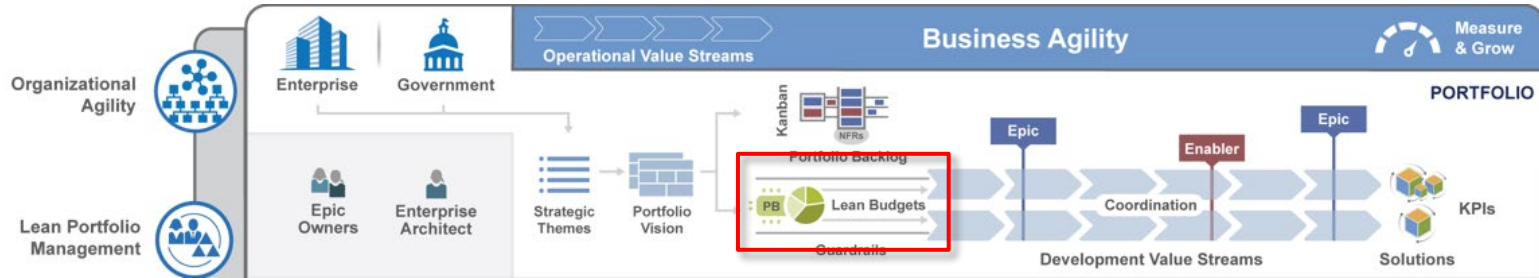 Organizational
Agility
Lean Portfolio
Management
Enterprise
Government
Epic
Owners
Enterprise
Architect
Operational Value Streams
Business Agility
Measure
& Grow
PORTFOLIO
Strategic
Themes
Portfolio
Vision
Kanban
NFRs
Portfolio Backlog
PB
Lean Budgets
Guardrails
Epic
Enabler
Epic
Coordination
Development Value Streams
KPIs
Solutions